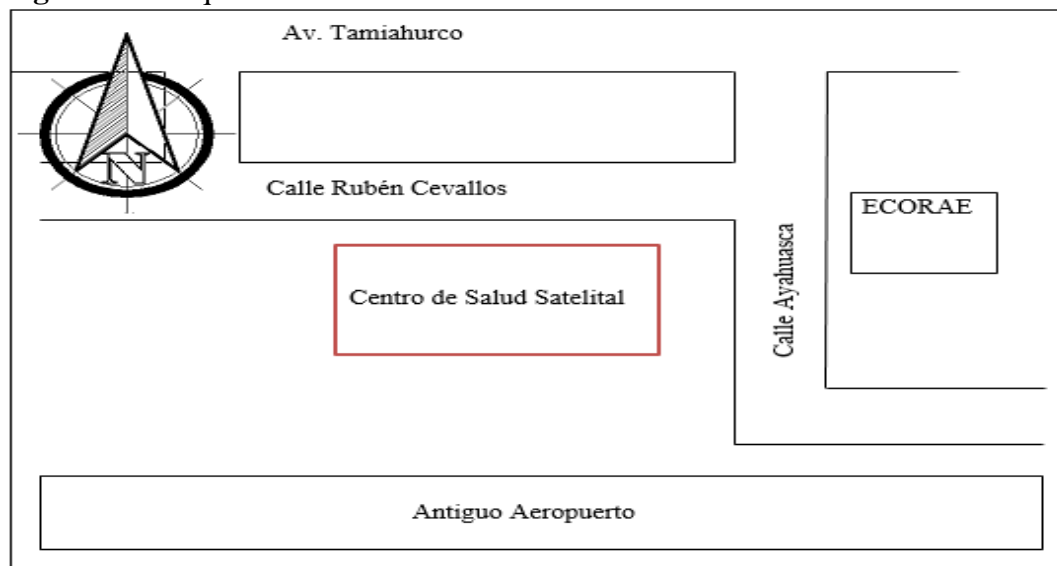 Av. Tamiahurco
N
Calle Rubén Cevallos
ECORAE
Centro de Salud Satelital
Calle Ayahuasca
Antiguo Aeropuerto